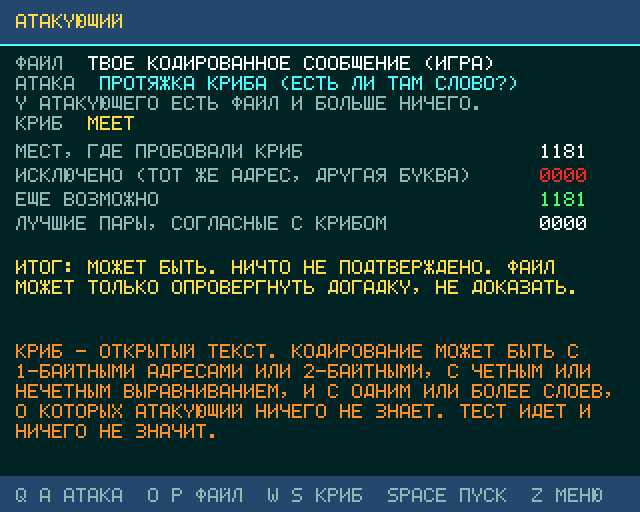 АТАКУЮЩИЙ
ФАЙЛ ТВОЕ КОДИРОВАННОЕ СООБЩЕНИЕ (ИГРА)
АТАКА ПРОТЯЖКА КРИБА (ЕСТЬ ЛИ ТАМ СЛОВО?)
У АТАКУЮЩЕГО ЕСТЬ ФАЙЛ И БОЛЬШЕ НИЧЕГО.
КРИБ MEET
МЕСТ, ГДЕ ПРОБОВАЛИ КРИБ 1181
ИСКЛЮЧЕНО (ТОТ ЖЕ АДРЕС, ДРУГАЯ БУКВА) 0000
ЕЩЕ ВОЗМОЖНО 1181
ЛУЧШИЕ ПАРЫ, СОГЛАСНЫЕ С КРИБОМ 0000
ИТОГ: МОЖЕТ БЫТЬ. НИЧТО НЕ ПОДТВЕРЖДЕНО. ФАЙЛ
МОЖЕТ ТОЛЬКО ОПРОВЕРГНУТЬ ДОГАДКУ, НЕ ДОКАЗАТЬ.
КРИБ - ОТКРЫТЫЙ ТЕКСТ. КОДИРОВАНИЕ МОЖЕТ БЫТЬ С
1-БАЙТНЫМИ АДРЕСАМИ ИЛИ 2-БАЙТНЫМИ, С ЧЕТНЫМ ИЛИ
НЕЧЕТНЫМ ВЫРАВНИВАНИЕМ, И С ОДНИМ ИЛИ БОЛЕЕ СЛОЕВ,
О КОТОРЫХ АТАКУЮЩИЙ НИЧЕГО НЕ ЗНАЕТ. ТЕСТ ИДЕТ И
НИЧЕГО НЕ ЗНАЧИТ.
Q A АТАКА O P ФАЙЛ W S КРИБ SPACE ПУСК Z МЕНЮ